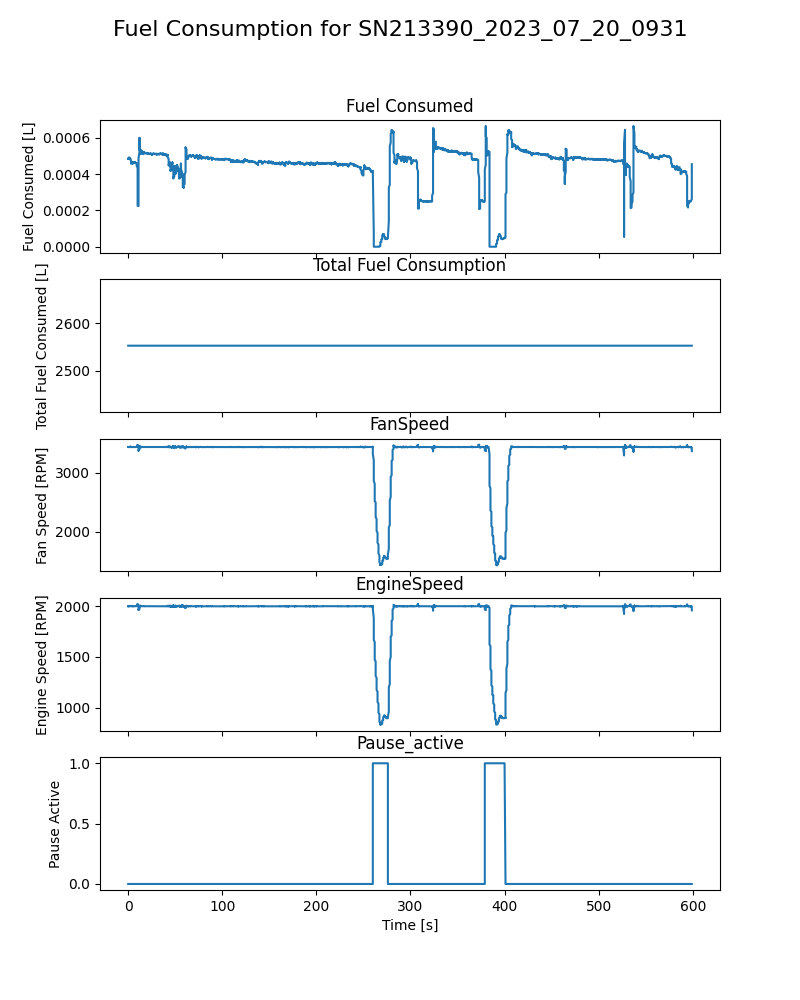 Fuel Consumption for SN213390_2023_07_20_0931
Fuel Consumed
Fuel Consumed [L]
0.0006
0.0004
0.0002
0.0000
Total Fuel Consumption
Total Fuel Consumed [L]
2600
2500
FanSpeed
Fan Speed [RPM]
3000
2000
EngineSpeed
Engine Speed [RPM]
2000
1500
1000
Pause_active
Pause Active
1.0
0.5
0.0
0 100 200 300 400 500 600
Time [s]